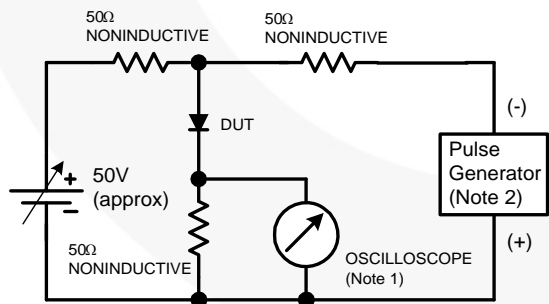 50Ω
NONINDUCTIVE
50Ω
NONINDUCTIVE
DUT
(-)
Pulse
Generator
(Note 2)
(+)
+
50V
(approx)
−
50Ω
NONINDUCTIVE
OSCILLOSCOPE
(Note 1)